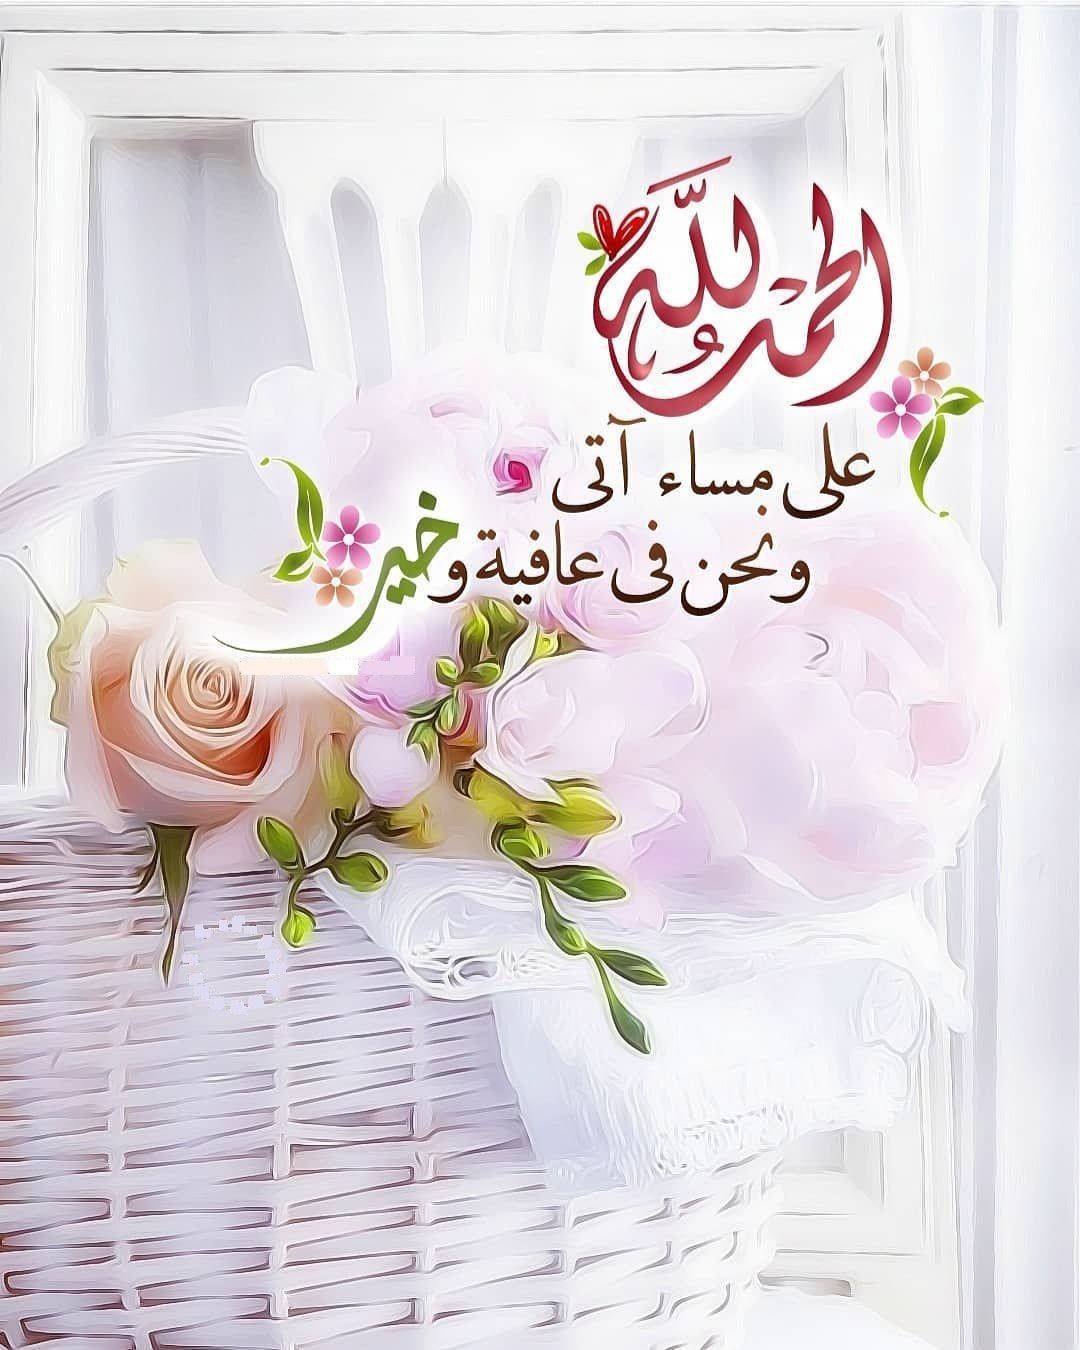 الحمد لله
على مساء آتى
ونحن فى عافية وخير